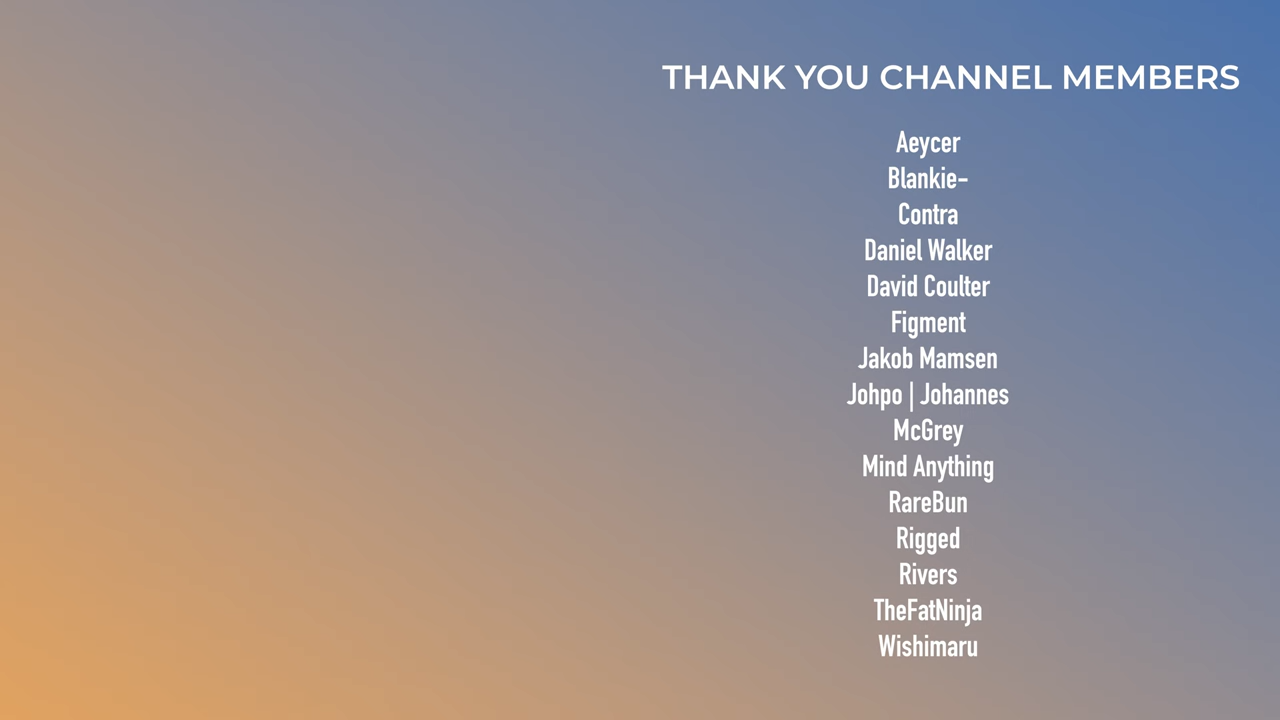 THANK YOU CHANNEL MEMBERS
Aeycer
Blankie-
Contra
Daniel Walker
David Coulter
Figment
Jakob Mamsen
Johpo | Johannes
McGrey
Mind Anything
RareBun
Rigged
Rivers
TheFatNinja
Wishimaru